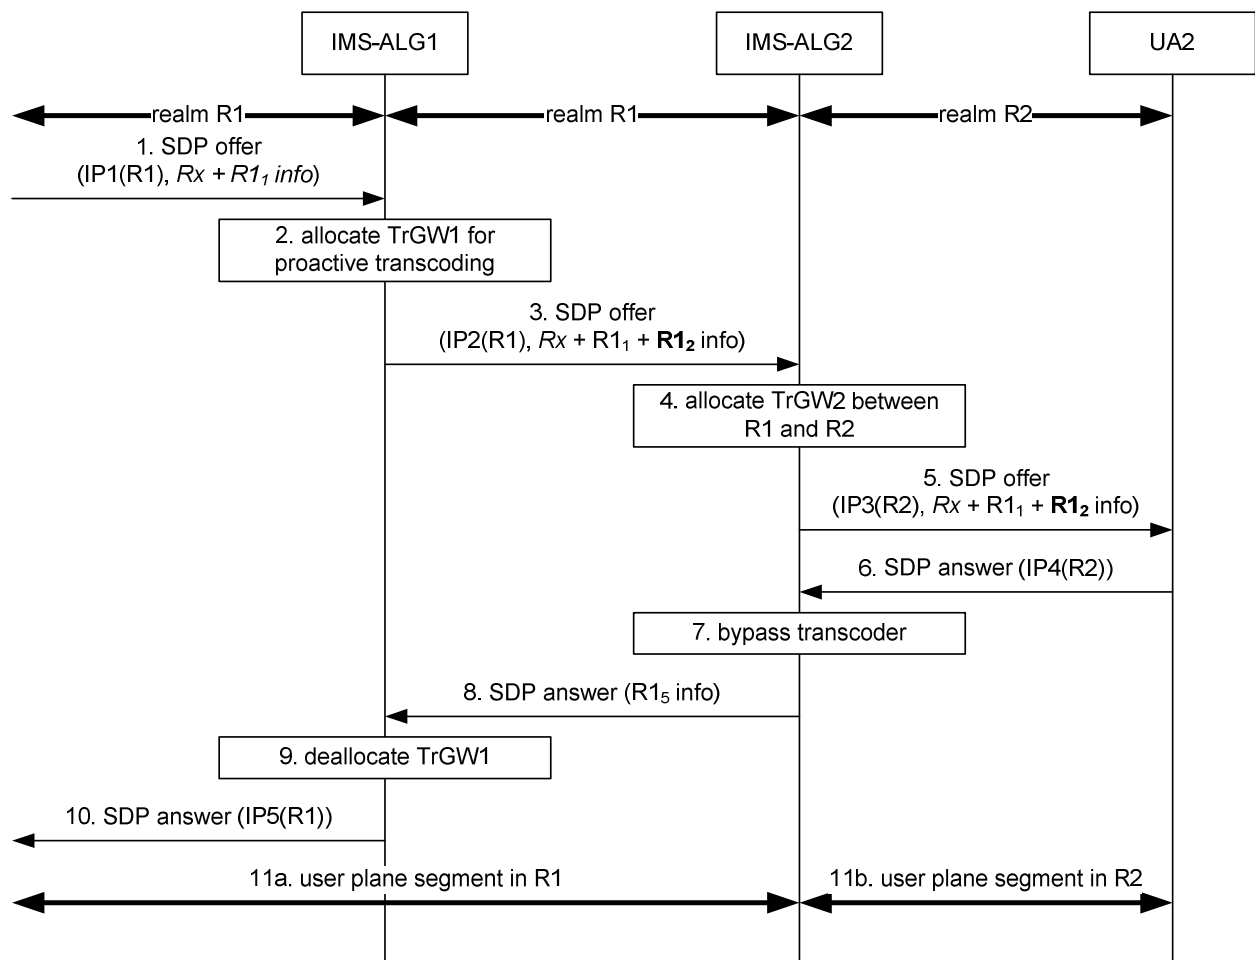 IMS-ALG1
IMS-ALG2
UA2
realm R1
realm R1
realm R2
1. SDP offer
(IP1(R1), Rx + R1₁ info)
2. allocate TrGW1 for
proactive transcoding
3. SDP offer
(IP2(R1), Rx + R1₁ + R1₂ info)
4. allocate TrGW2 between
R1 and R2
5. SDP offer
(IP3(R2), Rx + R1₁ + R1₂ info)
6. SDP answer (IP4(R2))
7. bypass transcoder
8. SDP answer (R1₅ info)
9. deallocate TrGW1
10. SDP answer (IP5(R1))
11a. user plane segment in R1
11b. user plane segment in R2